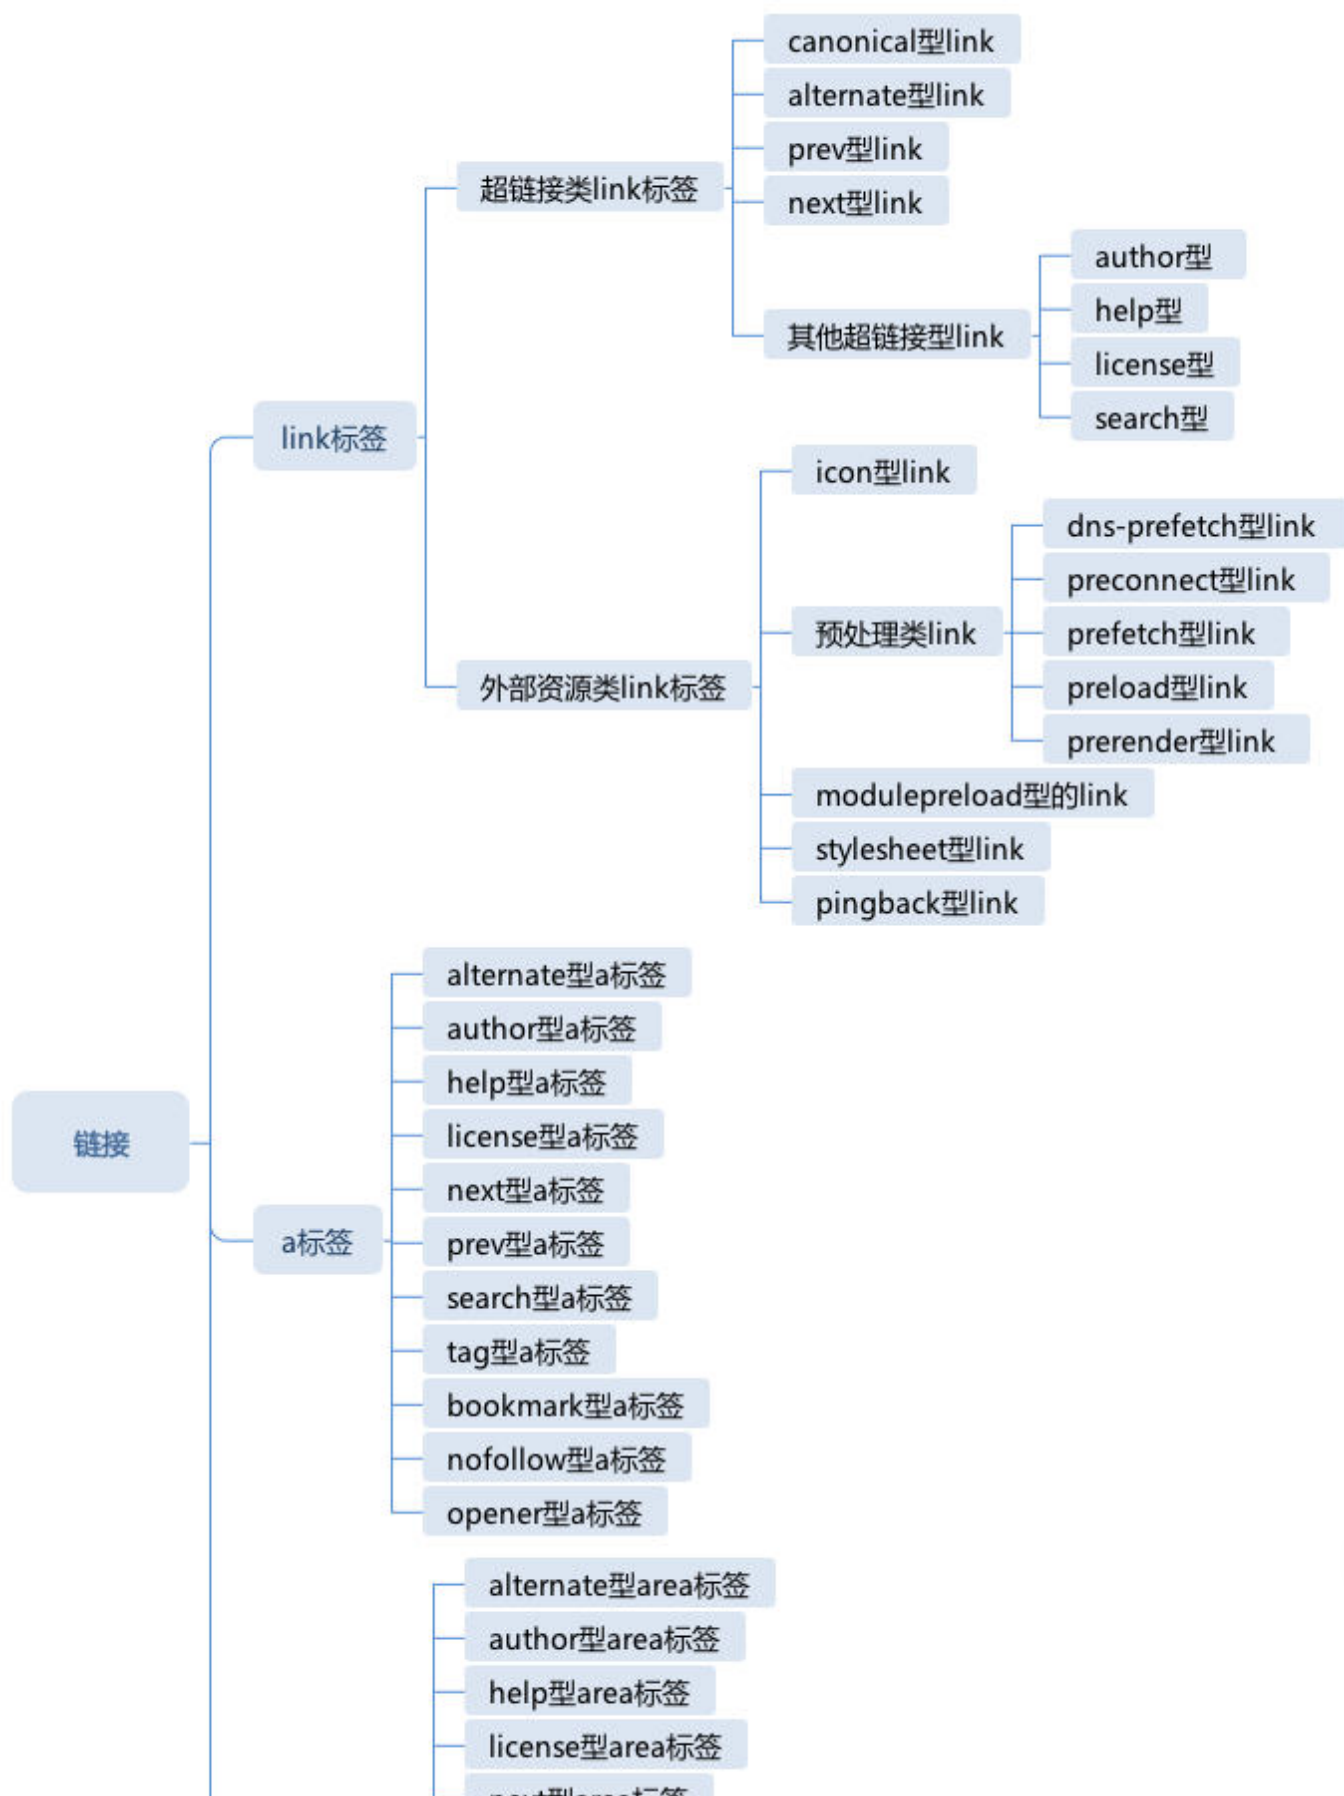 canonical型link
alternate型link
prev型link
超链接类link标签
next型link
author型
help型
其他超链接型link
license型
search型
link标签
icon型link
dns-prefetch型link
preconnect型link
预处理类link
prefetch型link
外部资源类link标签
preload型link
prerender型link
modulepreload型的link
stylesheet型link
pingback型link
alternate型a标签
author型a标签
help型a标签
license型a标签
链接
next型a标签
a标签
prev型a标签
search型a标签
tag型a标签
bookmark型a标签
nofollow型a标签
opener型a标签
alternate型area标签
author型area标签
help型area标签
license型area标签
next型area标签